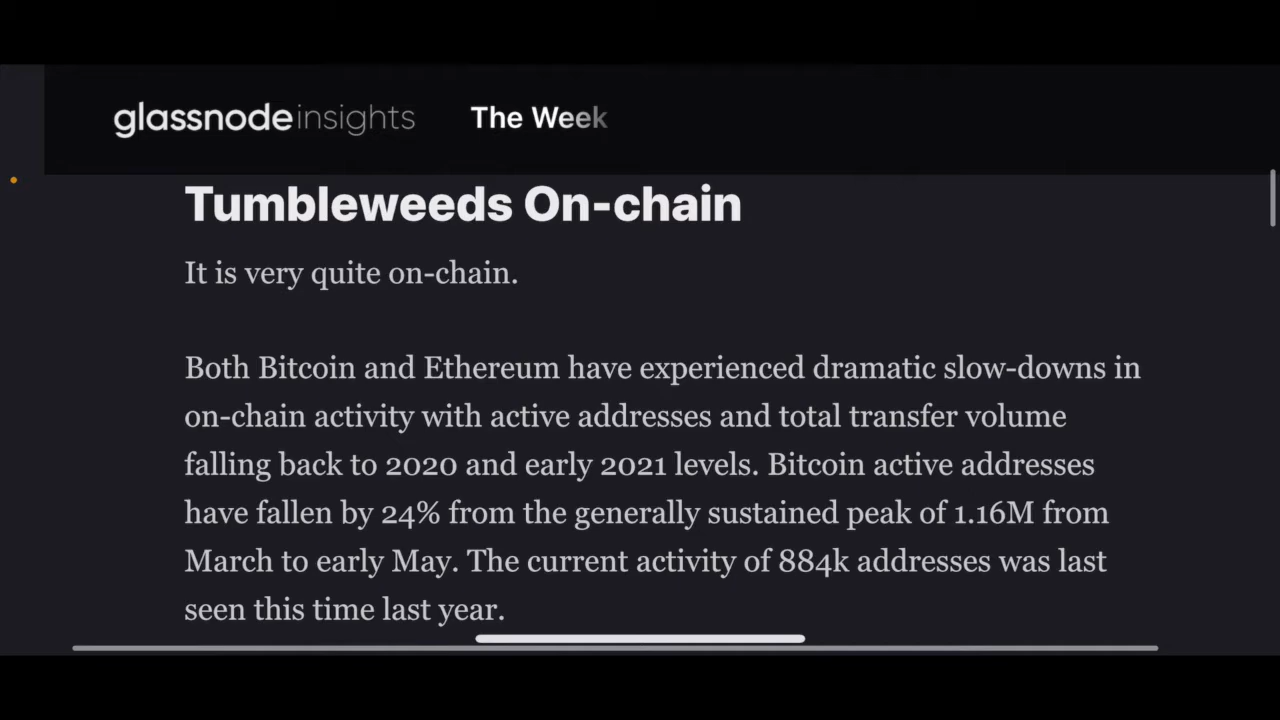 glassnode insights The Week
Tumbleweeds On-chain
It is very quite on-chain.
Both Bitcoin and Ethereum have experienced dramatic slow-downs in
on-chain activity with active addresses and total transfer volume
falling back to 2020 and early 2021 levels. Bitcoin active addresses
have fallen by 24% from the generally sustained peak of 1.16M from
March to early May. The current activity of 884k addresses was last
seen this time last year.